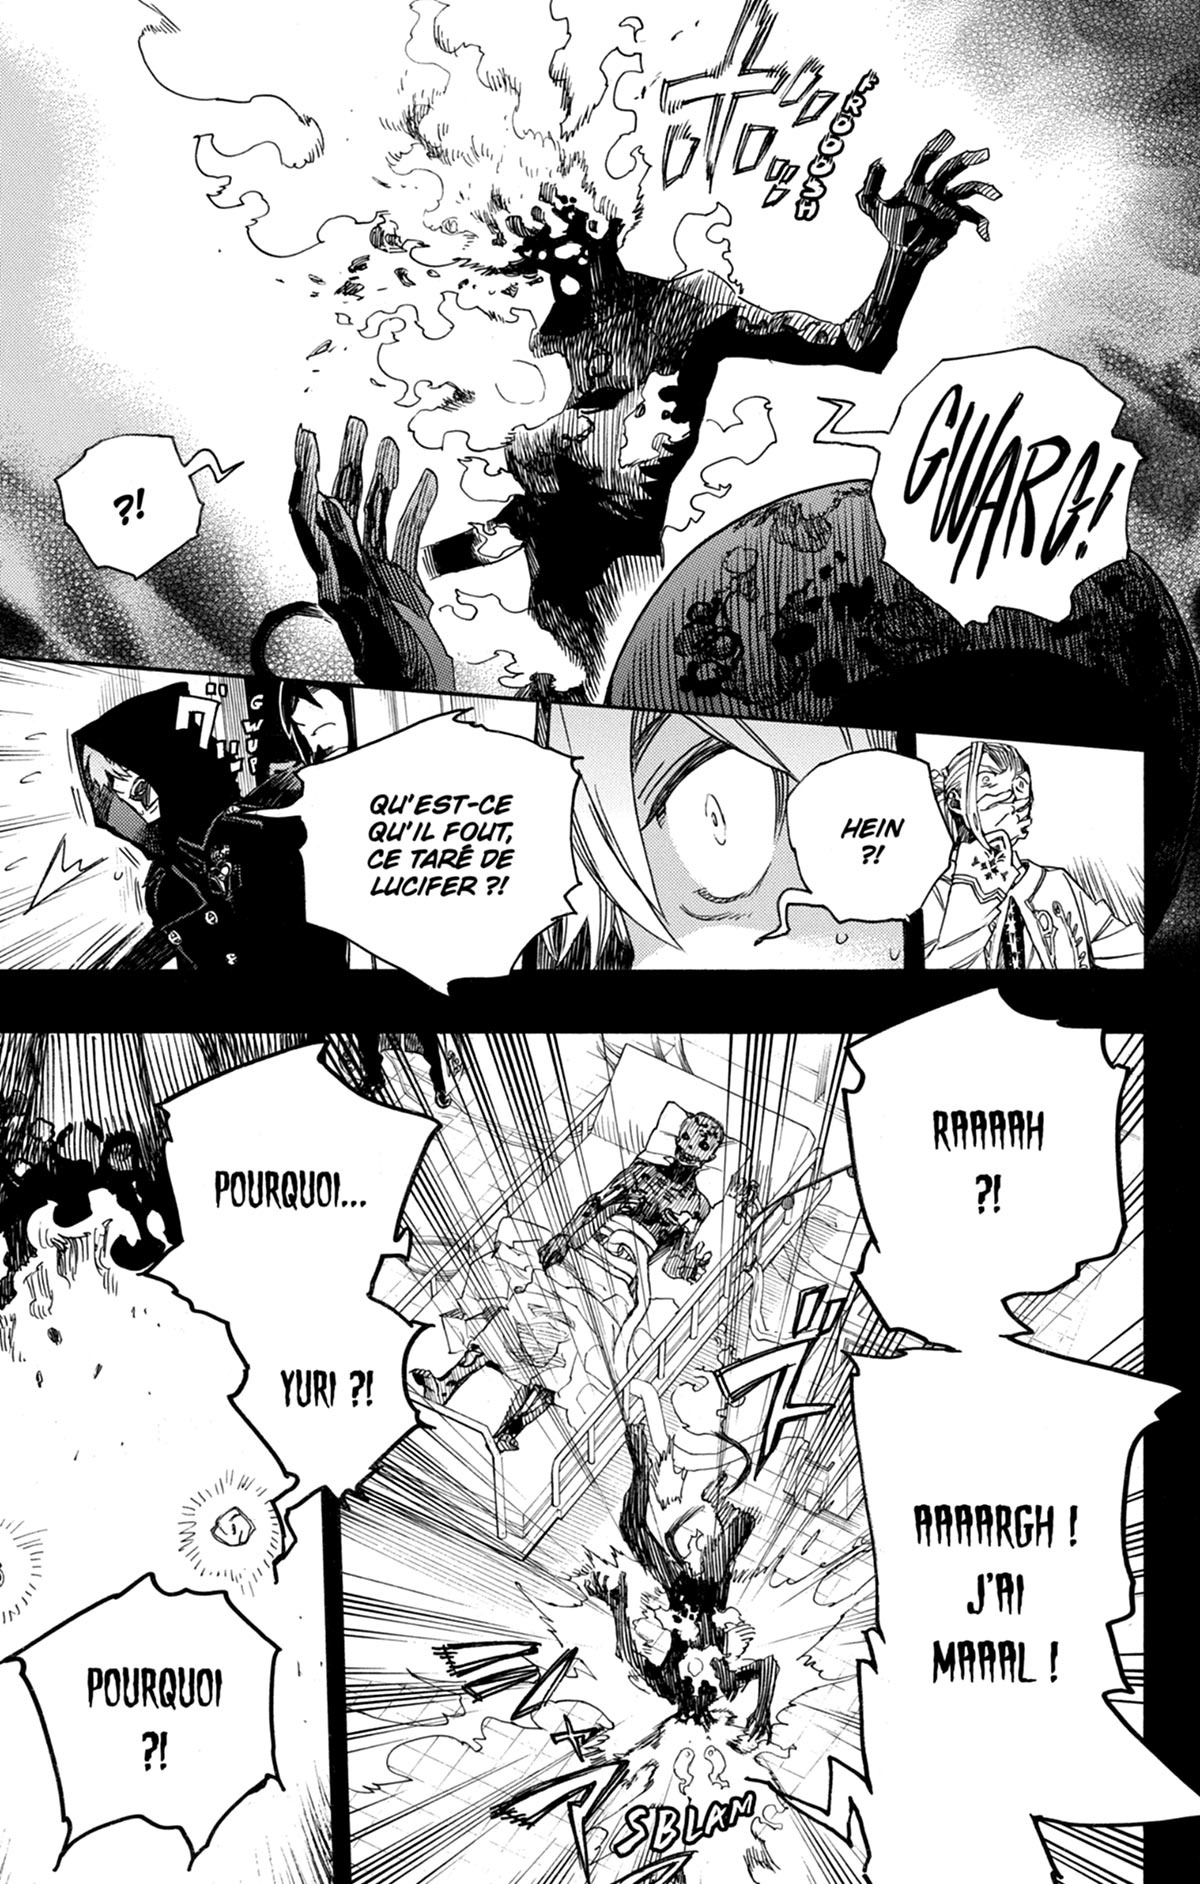 FROOUSH
GWARG!
?!
HEIN
?!
QU'EST-CE
QU'IL FOUT,
CE TARÉ DE
LUCIFER ?!
GWUP
RAAAAH
?!
POURQUOI...
YURI ?!
AAAARGH !
J'AI
MAAAL !
POURQUOI
?!
SBLAM